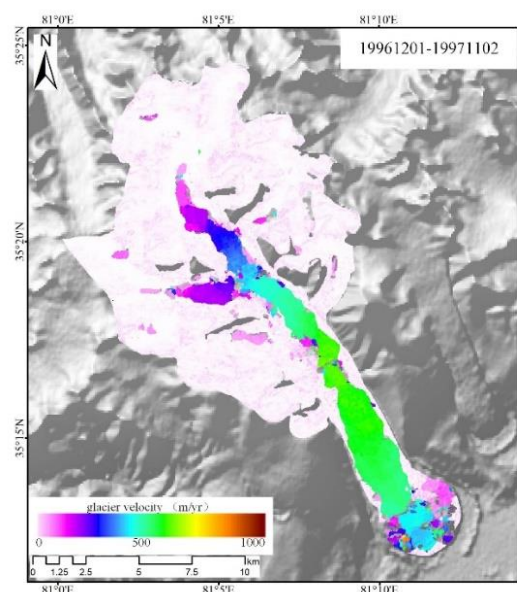 81°0'E 81°5'E 81°10'E
N
19961201-19971102
35°25'N
35°20'N
35°15'N
glacier velocity （m/yr）
0 500 1000
0 1.25 2.5 5 7.5 10
km
81°0'E 81°5'E 81°10'E